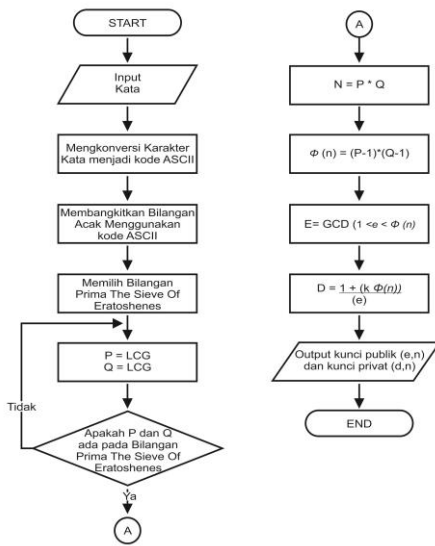 START
Input
Kata
Mengkonversi Karakter
Kata menjadi kode ASCII
Membangkitkan Bilangan
Acak Menggunakan
kode ASCII
Memilih Bilangan
Prima The Sieve Of
Eratoshenes
P = LCG
Q = LCG
Tidak
Apakah P dan Q
ada pada Bilangan
Prima The Sieve Of
Eratoshenes
Ya
A
A
N = P * Q
Φ (n) = (P-1)*(Q-1)
E= GCD (1 <e < Φ (n)
D = 1 + (k Φ(n))
(e)
Output kunci publik (e,n)
dan kunci privat (d,n)
END